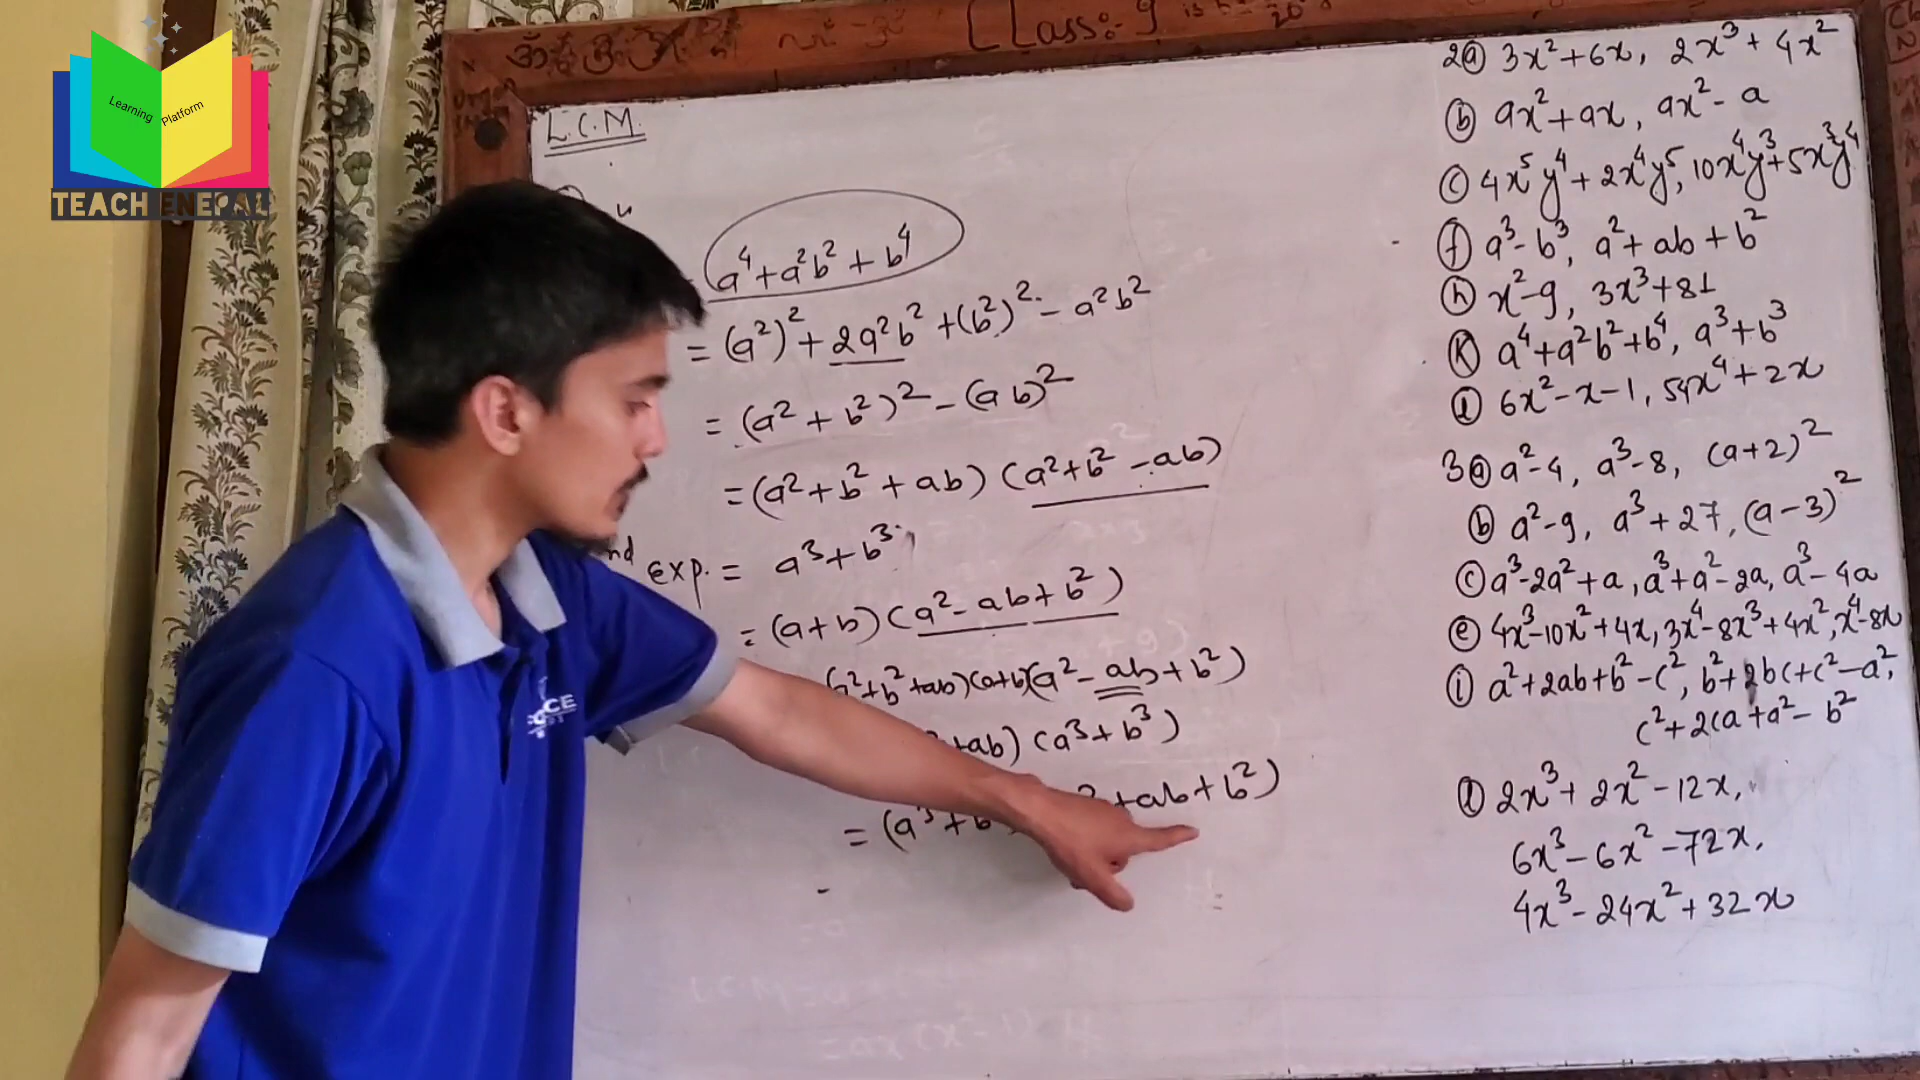 Learning Platform
TEACH ENEPAL
Class:- 9
L.C.M.
a⁴+a²b²+b⁴
=(a²)²+2a²b²+(b²)²-a²b²
=(a²+b²)²-(ab)²
=(a²+b²+ab)(a²+b²-ab)
exp. = a³+b³
=(a+b)(a²-ab+b²)
+b²+ab)(a+b)(a²-ab+b²)
+ab)(a³+b³)
=(a³+b +ab+b²)
2ⓐ 3x²+6x, 2x³+4x²
ⓑ ax²+ax, ax²-a
ⓒ 4x⁵y⁴+2x⁴y⁵, 10x⁴y³+5x³y⁴
ⓕ a³-b³, a²+ab+b²
ⓗ x²-9, 3x³+81
ⓚ a⁴+a²b²+b⁴, a³+b³
ⓛ 6x²-x-1, 54x⁴+2x
3ⓐ a²-4, a³-8, (a+2)²
ⓑ a²-9, a³+27, (a-3)²
ⓒ a³-2a²+a, a³+a²-2a, a³-4a
ⓔ 4x³-10x²+4x, 3x⁴-8x³+4x², x⁴-8x
ⓘ a²+2ab+b²-c², b²+2bc+c²-a²,
c²+2ca+a²-b²
ⓛ 2x³+2x²-12x,
6x³-6x²-72x,
4x³-24x²+32x